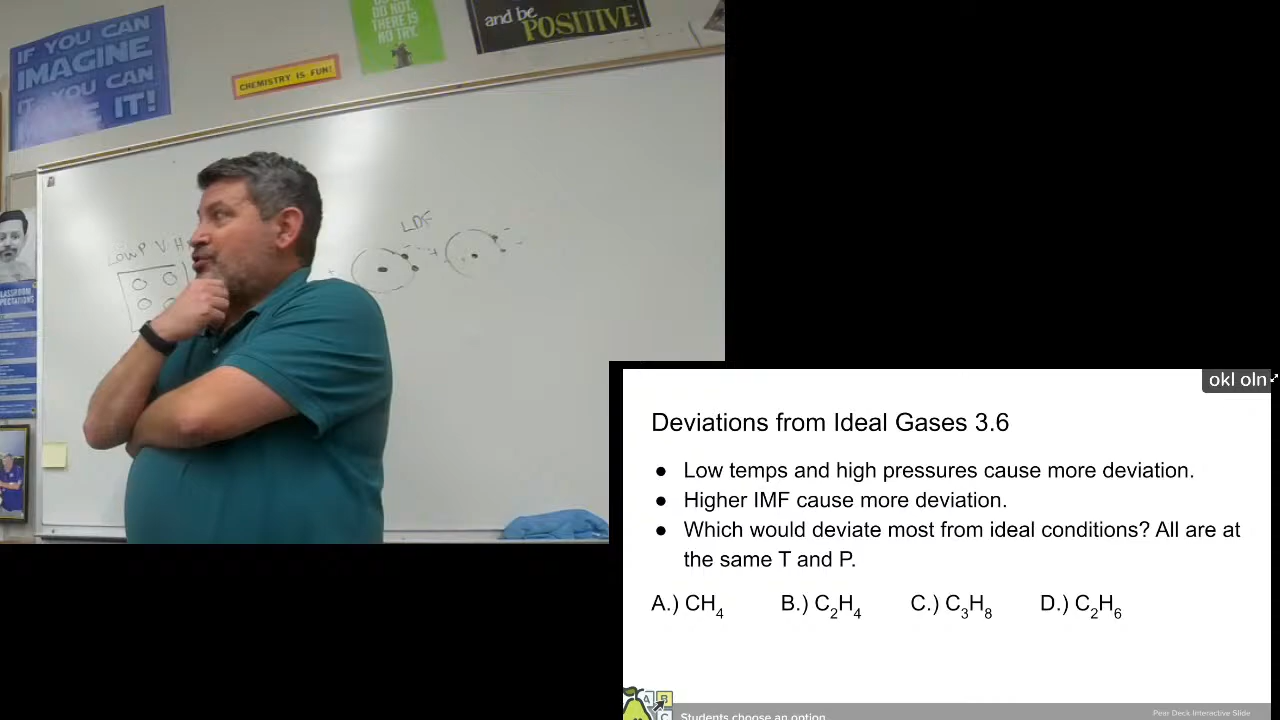 IF YOU CAN
IMAGINE
IT, YOU CAN
IT!
DO NOT.
THERE IS
NO TRY.
and be
POSITIVE
CHEMISTRY IS FUN!
LDF
LOW P V H
CLASSROOM
EXPECTATIONS
okl oln
Deviations from Ideal Gases 3.6
● Low temps and high pressures cause more deviation.
● Higher IMF cause more deviation.
● Which would deviate most from ideal conditions? All are at
the same T and P.
A.) CH₄ B.) C₂H₄ C.) C₃H₈ D.) C₂H₆
A B
C
Students choose an option
Pear Deck Interactive Slide